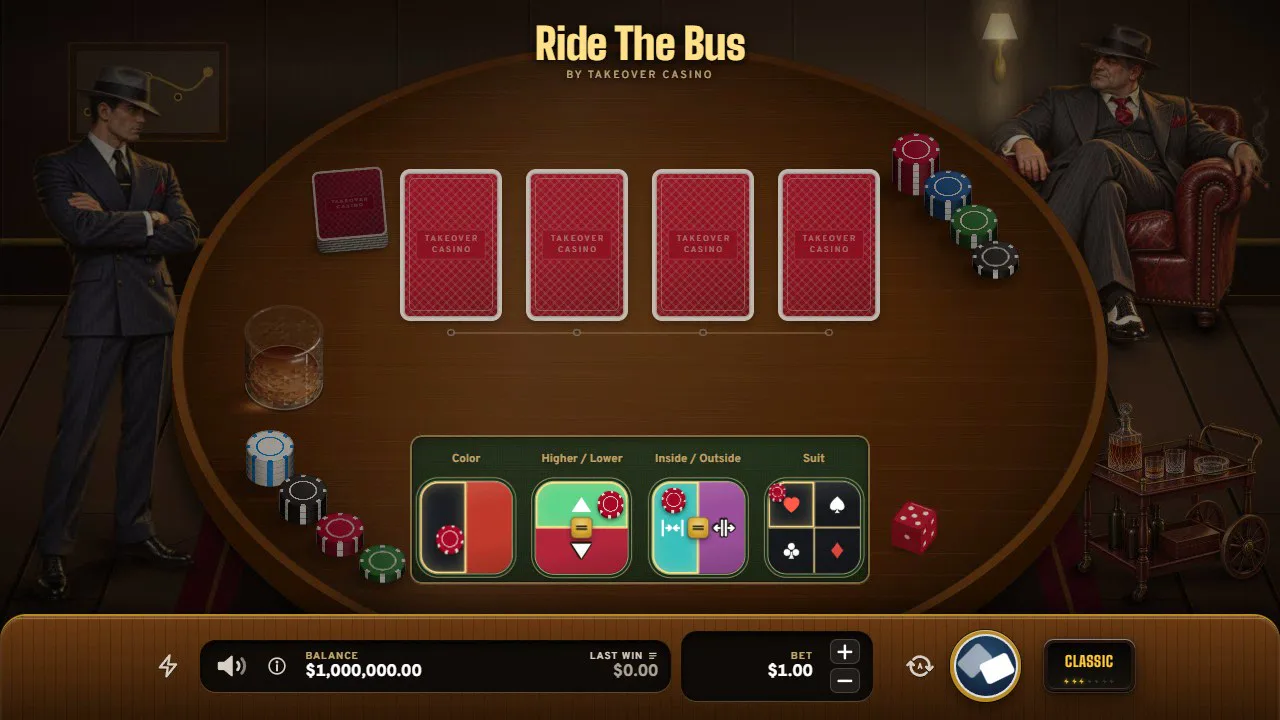 Ride The Bus
BY TAKEOVER CASINO
TAKEOVER
CASINO
TAKEOVER
CASINO
TAKEOVER
CASINO
TAKEOVER
CASINO
TAKEOVER
CASINO
Color
Higher / Lower
Inside / Outside
Suit
BALANCE
$1,000,000.00
LAST WIN
$0.00
BET
$1.00
A
CLASSIC